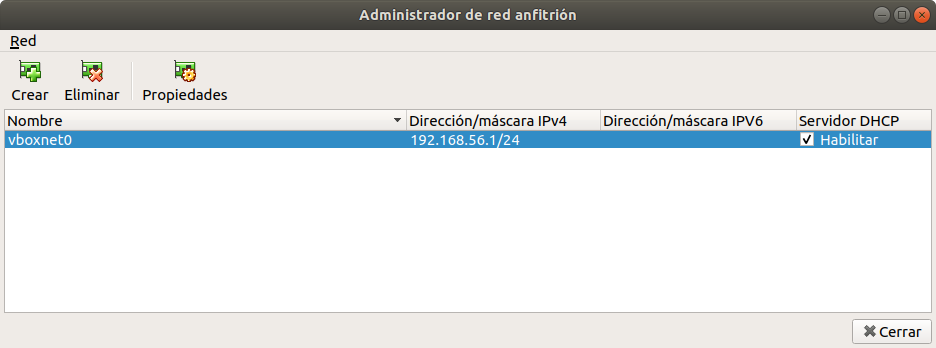 Administrador de red anfitrión
Red
Crear Eliminar Propiedades
Nombre Dirección/máscara IPv4 Dirección/máscara IPV6 Servidor DHCP
vboxnet0 192.168.56.1/24 Habilitar
Cerrar